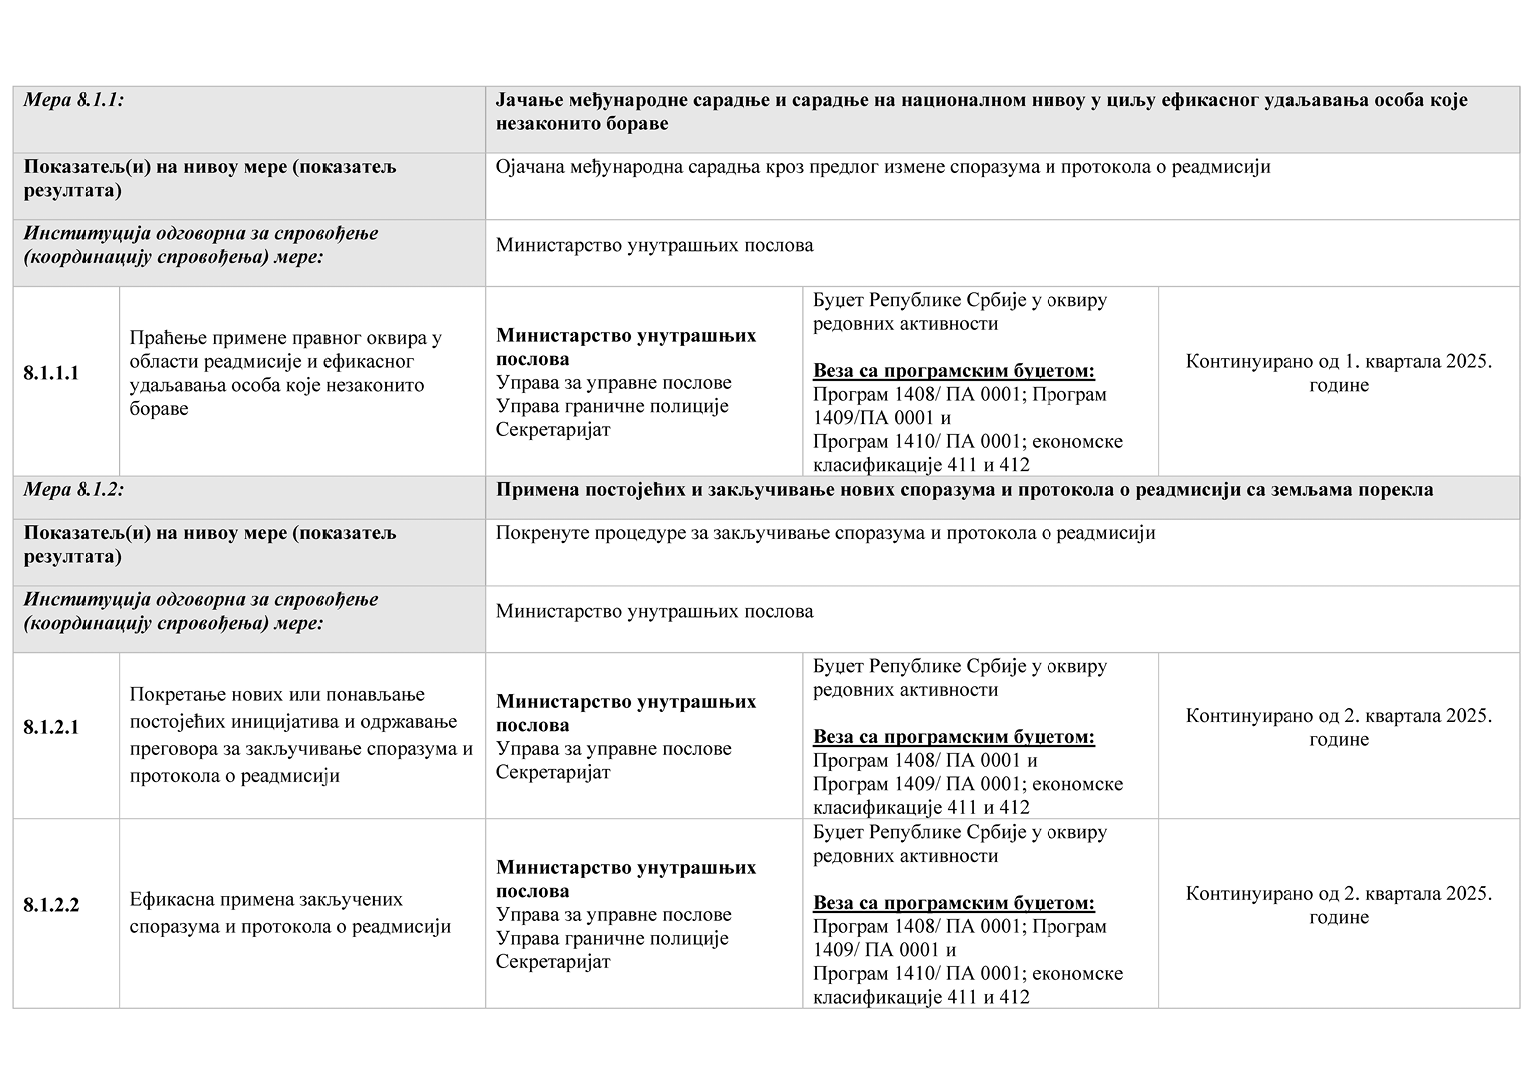 Мера 8.1.1:
Јачање међународне сарадње и сарадње на националном нивоу у циљу ефикасног удаљавања особа које
незаконито бораве
Показатељ(и) на нивоу мере (показатељ
резултата)
Ојачана међународна сарадња кроз предлог измене споразума и протокола о реадмисији
Институција одговорна за спровођење
(координацију спровођења) мере:
Министарство унутрашњих послова
8.1.1.1
Праћење примене правног оквира у
области реадмисије и ефикасног
удаљавања особа које незаконито
бораве
Министарство унутрашњих
послова
Управа за управне послове
Управа граничне полиције
Секретаријат
Буџет Републике Србије у оквиру
редовних активности
Веза са програмским буџетом:
Програм 1408/ ПА 0001; Програм
1409/ПА 0001 и
Програм 1410/ ПА 0001; економске
класификације 411 и 412
Континуирано од 1. квартала 2025.
године
Мера 8.1.2:
Примена постојећих и закључивање нових споразума и протокола о реадмисији са земљама порекла
Показатељ(и) на нивоу мере (показатељ
резултата)
Покренуте процедуре за закључивање споразума и протокола о реадмисији
Институција одговорна за спровођење
(координацију спровођења) мере:
Министарство унутрашњих послова
8.1.2.1
Покретање нових или понављање
постојећих иницијатива и одржавање
преговора за закључивање споразума и
протокола о реадмисији
Министарство унутрашњих
послова
Управа за управне послове
Секретаријат
Буџет Републике Србије у оквиру
редовних активности
Веза са програмским буџетом:
Програм 1408/ ПА 0001 и
Програм 1409/ ПА 0001; економске
класификације 411 и 412
Континуирано од 2. квартала 2025.
године
8.1.2.2
Ефикасна примена закључених
споразума и протокола о реадмисији
Министарство унутрашњих
послова
Управа за управне послове
Управа граничне полиције
Секретаријат
Буџет Републике Србије у оквиру
редовних активности
Веза са програмским буџетом:
Програм 1408/ ПА 0001; Програм
1409/ ПА 0001 и
Програм 1410/ ПА 0001; економске
класификације 411 и 412
Континуирано од 2. квартала 2025.
године